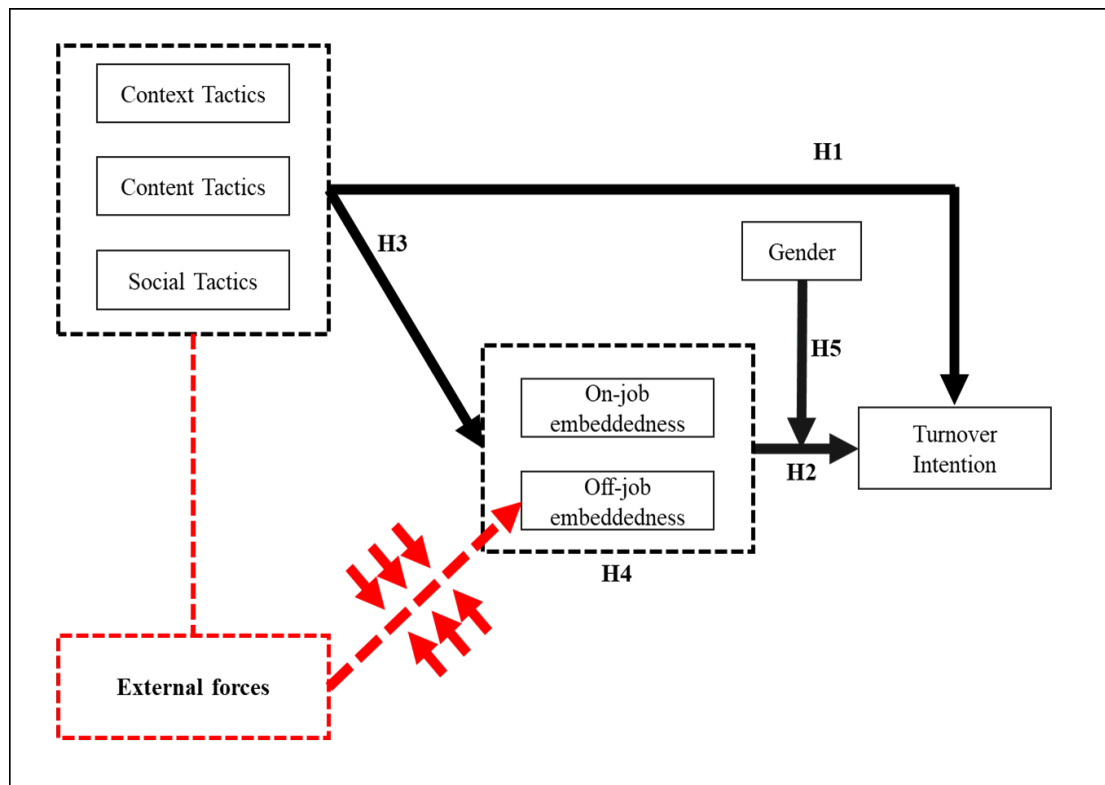 Context Tactics
Content Tactics
Social Tactics
H1
H3
Gender
H5
On-job
embeddedness
Off-job
embeddedness
H2
Turnover
Intention
H4
External forces